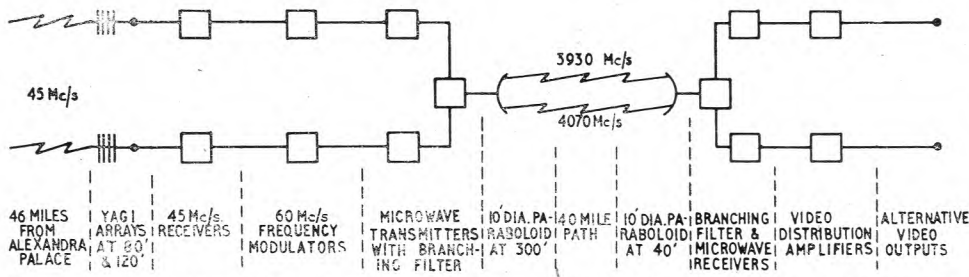 3930 Mc/s
45 Mc/s
4070Mc/s
46 MILES
FROM
ALEXANDRA
PALACE
YAGI
ARRAYS
AT 80'
& 120'
45 Mc/s.
RECEIVERS
60 Mc/s
FREQUENCY
MODULATORS
MICROWAVE
TRANSMITTERS
WITH BRANCH-
ING FILTER
10' DIA. PA-
RABOLOID
AT 300'
40 MILE
PATH
10' DIA. PA-
RABOLOID
AT 40'
BRANCHING
FILTER &
MICROWAVE
RECEIVERS
VIDEO
DISTRIBUTION
AMPLIFIERS
ALTERNATIVE
VIDEO
OUTPUTS